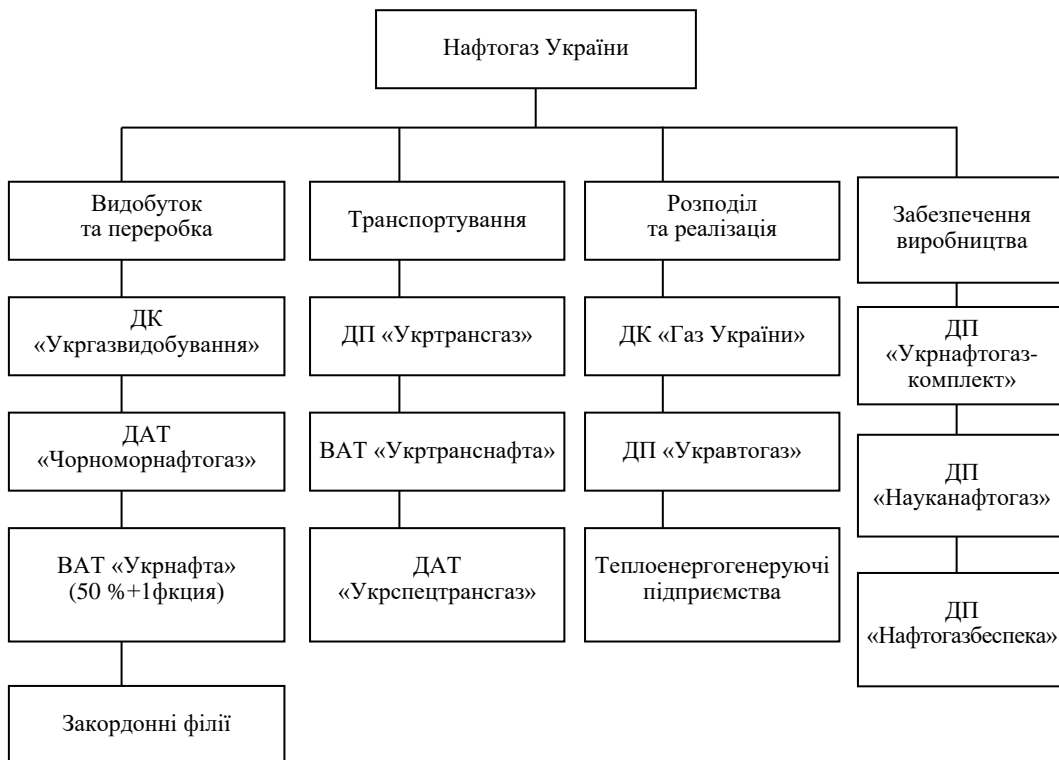 Нафтогаз України
Видобуток
та переробка
Транспортування
Розподіл
та реалізація
Забезпечення
виробництва
ДК
«Укргазвидобування»
ДП «Укртрансгаз»
ДК «Газ України»
ДП
«Укрнафтогаз-
комплект»
ДАТ
«Чорноморнафтогаз»
ВАТ «Укртранснафта»
ДП «Укравтогаз»
ДП
«Науканафтогаз»
ВАТ «Укрнафта»
(50 %+1фкция)
ДАТ
«Укрспецтрансгаз»
Теплоенергогенеруючі
підприємства
ДП
«Нафтогазбеспека»
Закордонні філії